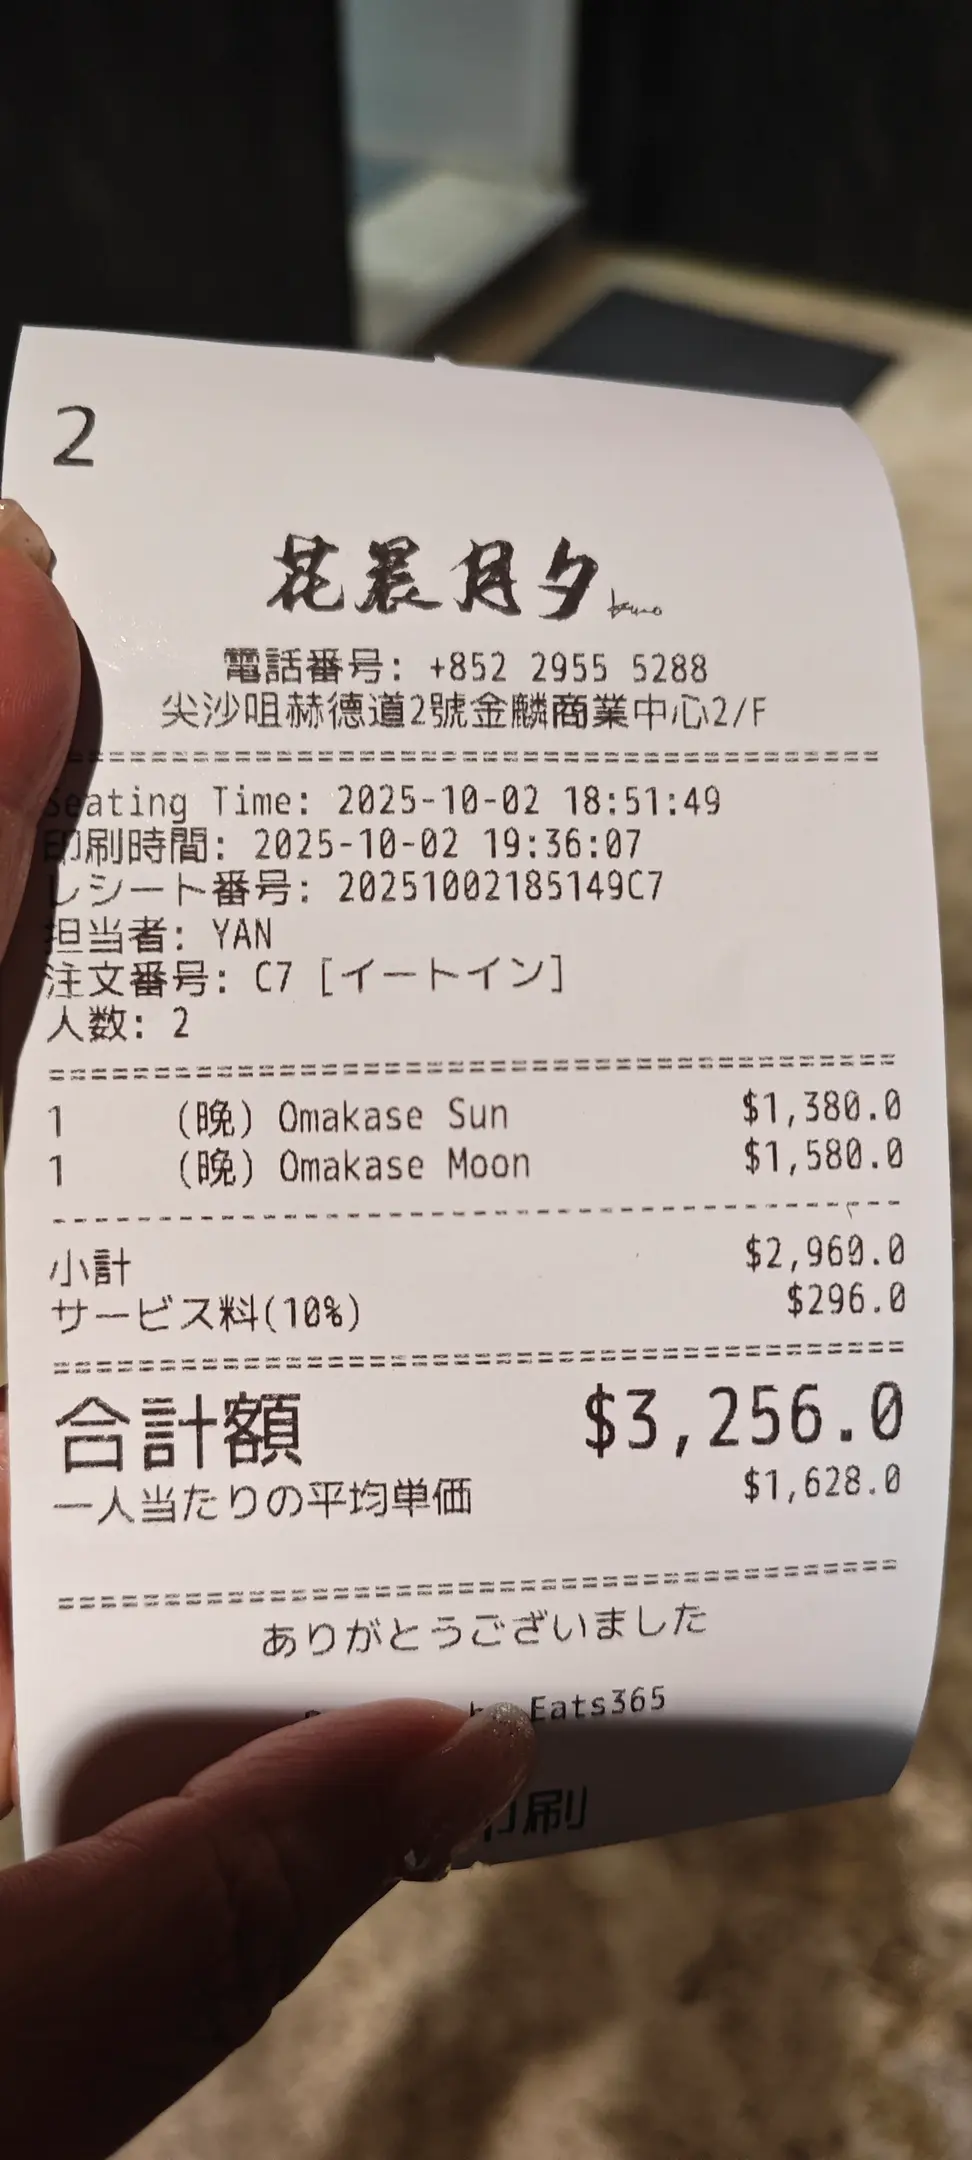 2
花晨月夕
電話番号: +852 2955 5288
尖沙咀赫德道2號金麟商業中心2/F
Seating Time: 2025-10-02 18:51:49
印刷時間: 2025-10-02 19:36:07
レシート番号: 20251002185149C7
担当者: YAN
注文番号: C7 [イートイン]
人数: 2
1 (晩) Omakase Sun $1,380.0
1 (晩) Omakase Moon $1,580.0
小計 $2,960.0
サービス料(10%) $296.0
合計額 $3,256.0
一人当たりの平均単価 $1,628.0
ありがとうございました
Eats365
刷